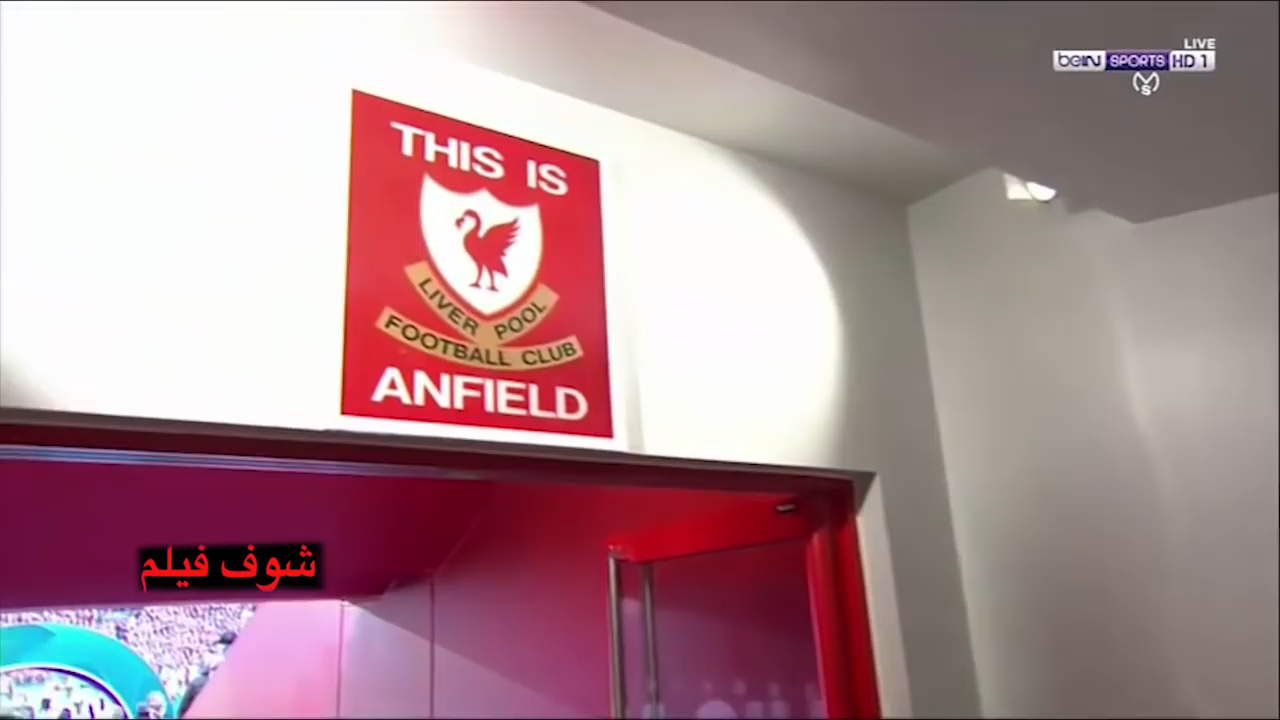 LIVE
beIN SPORTS HD 1
THIS IS
LIVER POOL
FOOTBALL CLUB
ANFIELD
شوف فيلم